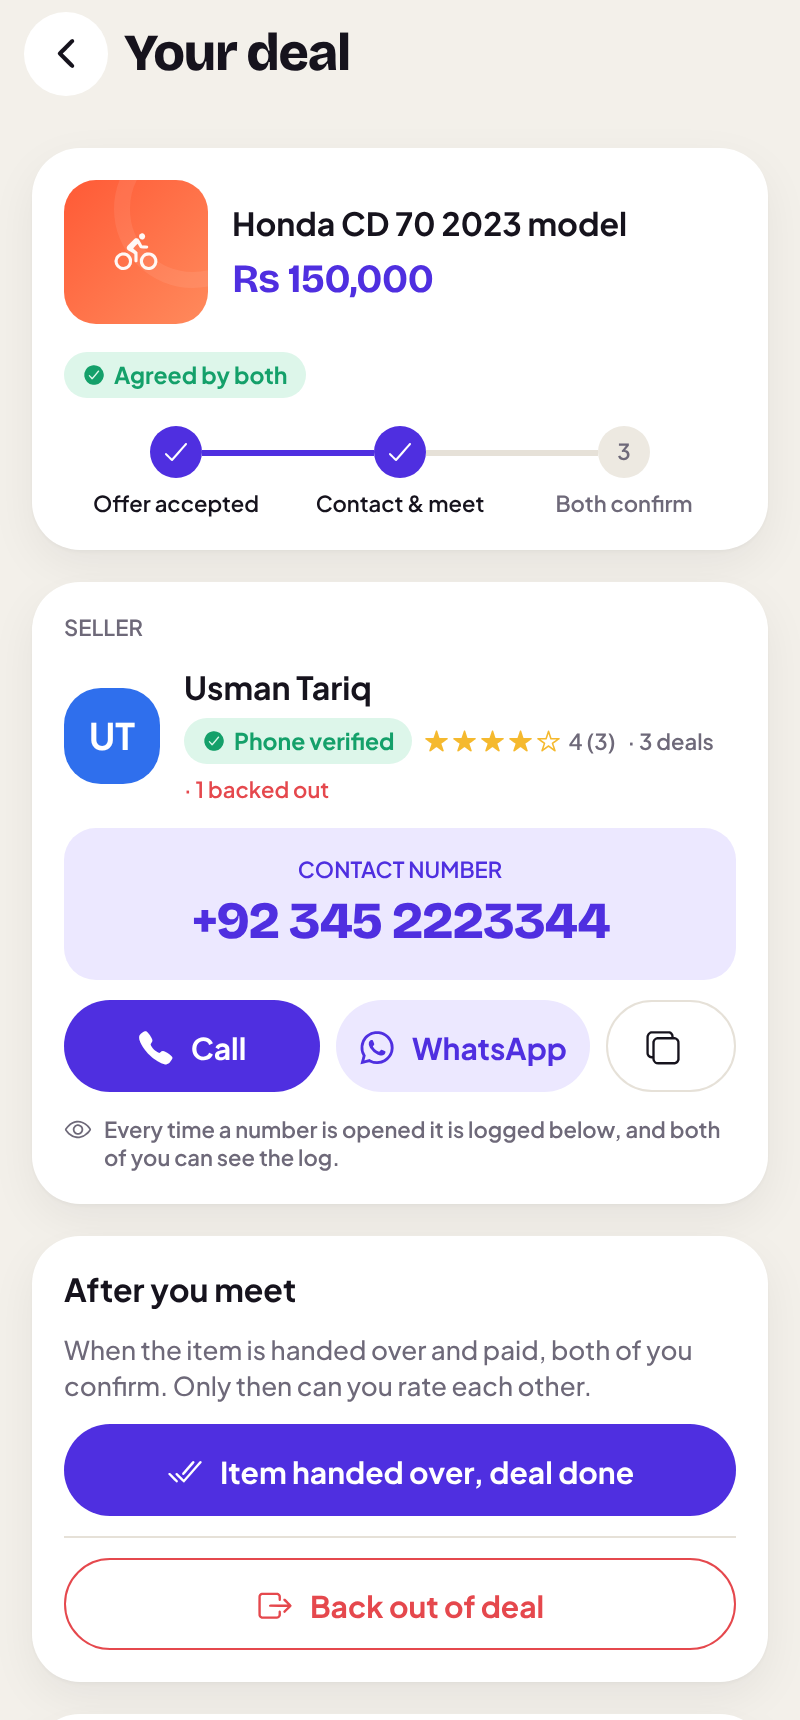 Your deal
Honda CD 70 2023 model
Rs 150,000
Agreed by both
3
Offer accepted Contact & meet Both confirm
SELLER
UT
Usman Tariq
Phone verified ★★★★☆ 4 (3) · 3 deals
· 1 backed out
CONTACT NUMBER
+92 345 2223344
Call WhatsApp
Every time a number is opened it is logged below, and both
of you can see the log.
After you meet
When the item is handed over and paid, both of you
confirm. Only then can you rate each other.
Item handed over, deal done
Back out of deal